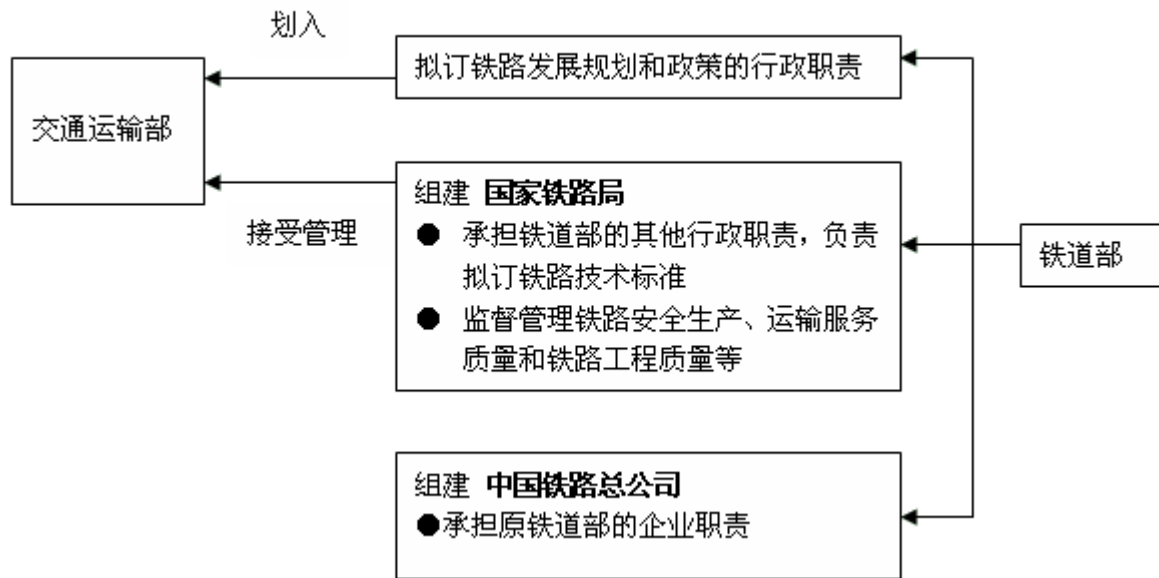 划入
拟订铁路发展规划和政策的行政职责
交通运输部
接受管理
组建 国家铁路局
● 承担铁道部的其他行政职责，负责
拟订铁路技术标准
● 监督管理铁路安全生产、运输服务
质量和铁路工程质量等
铁道部
组建 中国铁路总公司
●承担原铁道部的企业职责